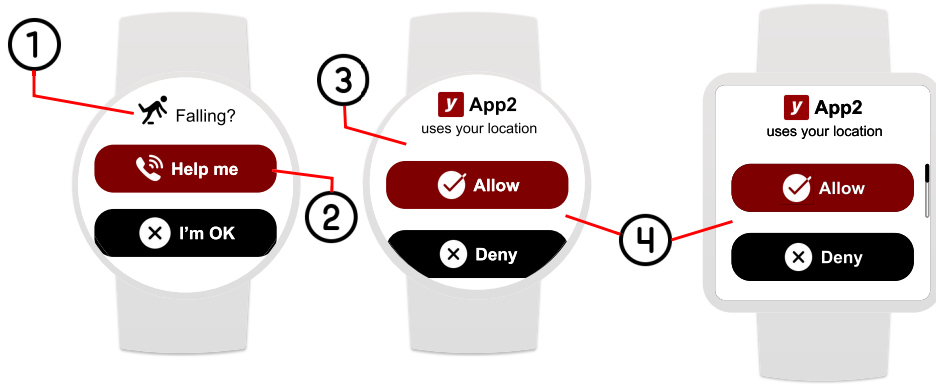 1
Falling?
Help me
I'm OK
2
3
y App2
uses your location
Allow
Deny
4
y App2
uses your location
Allow
Deny